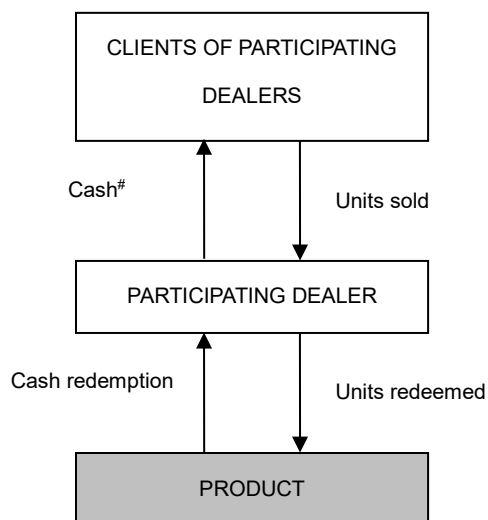 CLIENTS OF PARTICIPATING
DEALERS
Cash#
Units sold
PARTICIPATING DEALER
Cash redemption
Units redeemed
PRODUCT